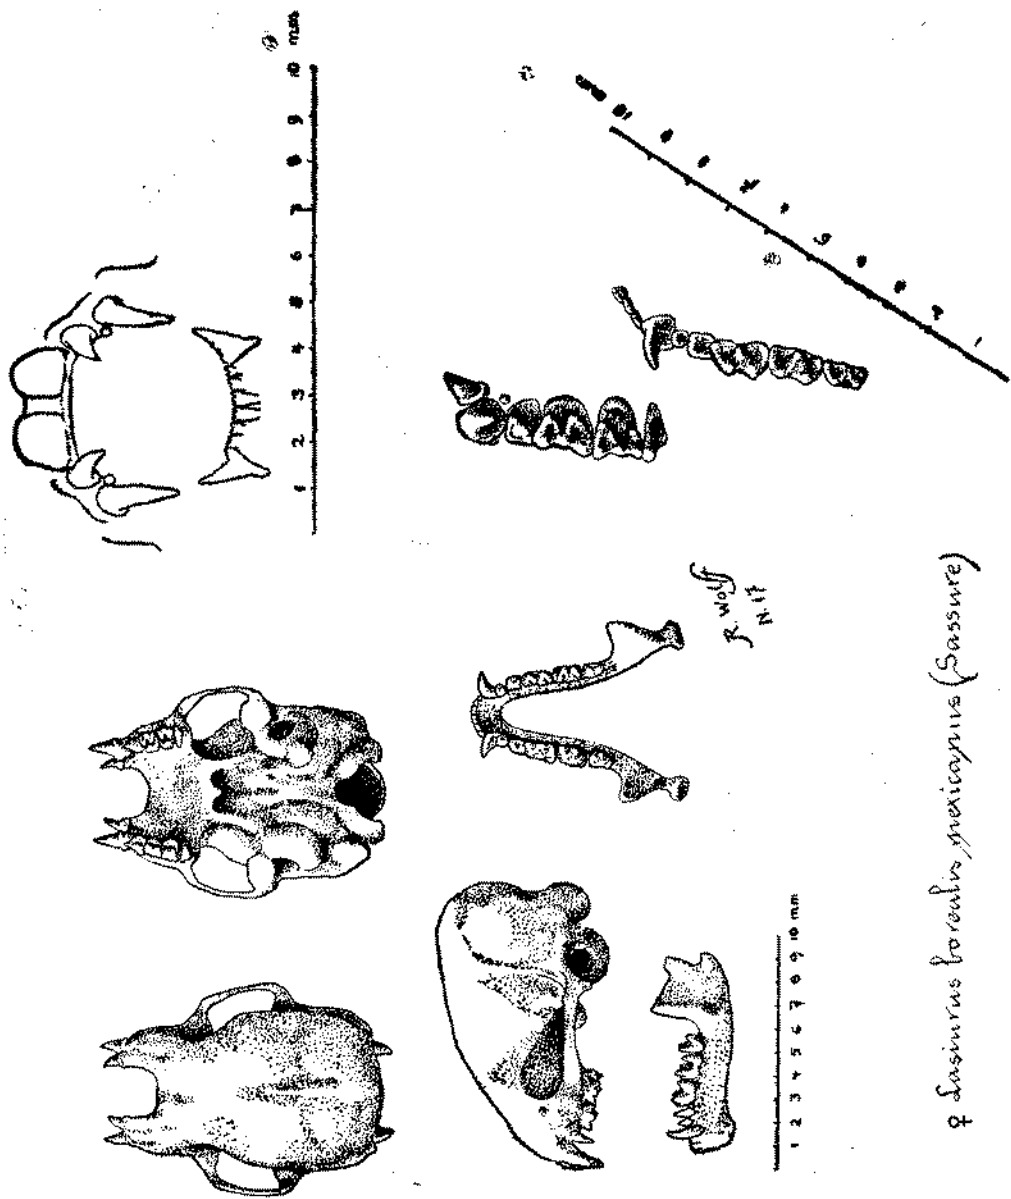 ♀ Lasiurus borealis mexicanus (Sassure)
R. Wolff
N. 17
1 2 3 4 5 6 7 8 9 10 mm
1 2 3 4 5 6 7 8 9 10 mm